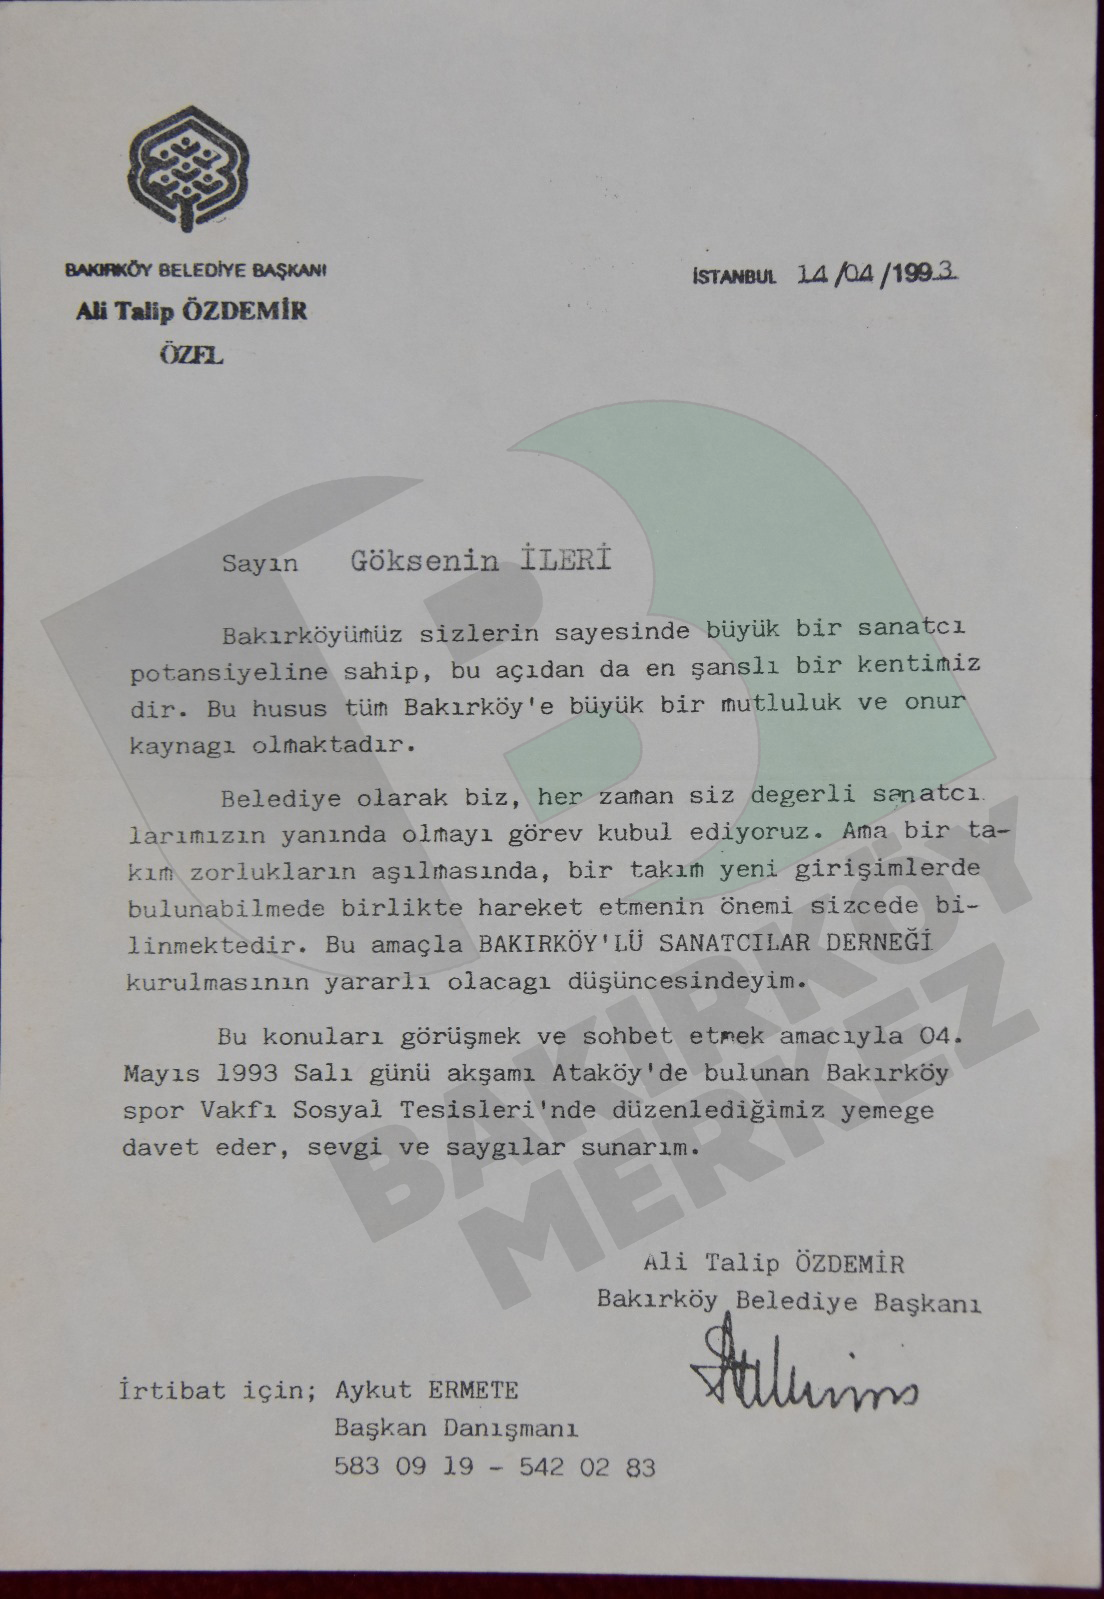 BAKIRKÖY BELEDİYE BAŞKANI
Ali Talip ÖZDEMİR
ÖZEL
İSTANBUL 14/04/1993
Sayın Göksenin İLERİ
Bakırköyümüz sizlerin sayesinde büyük bir sanatcı
potansiyeline sahip, bu açıdan da en şanslı bir kentimiz
dir. Bu husus tüm Bakırköy'e büyük bir mutluluk ve onur
kaynagı olmaktadır.
Belediye olarak biz, her zaman siz degerli sanatcı
larımızın yanında olmayı görev kubul ediyoruz. Ama bir ta-
kım zorlukların aşılmasında, bir takım yeni girişimlerde
bulunabilmede birlikte hareket etmenin önemi sizcede bi-
linmektedir. Bu amaçla BAKIRKÖY'LÜ SANATCILAR DERNEĞİ
kurulmasının yararlı olacagı düşüncesindeyim.
Bu konuları görüşmek ve sohbet etmek amacıyla 04.
Mayıs 1993 Salı günü akşamı Ataköy'de bulunan Bakırköy
spor Vakfı Sosyal Tesisleri'nde düzenlediğimiz yemege
davet eder, sevgi ve saygılar sunarım.
Ali Talip ÖZDEMİR
Bakırköy Belediye Başkanı
İrtibat için; Aykut ERMETE
Başkan Danışmanı
583 09 19 - 542 02 83
BAKIRKÖY
MERKEZ